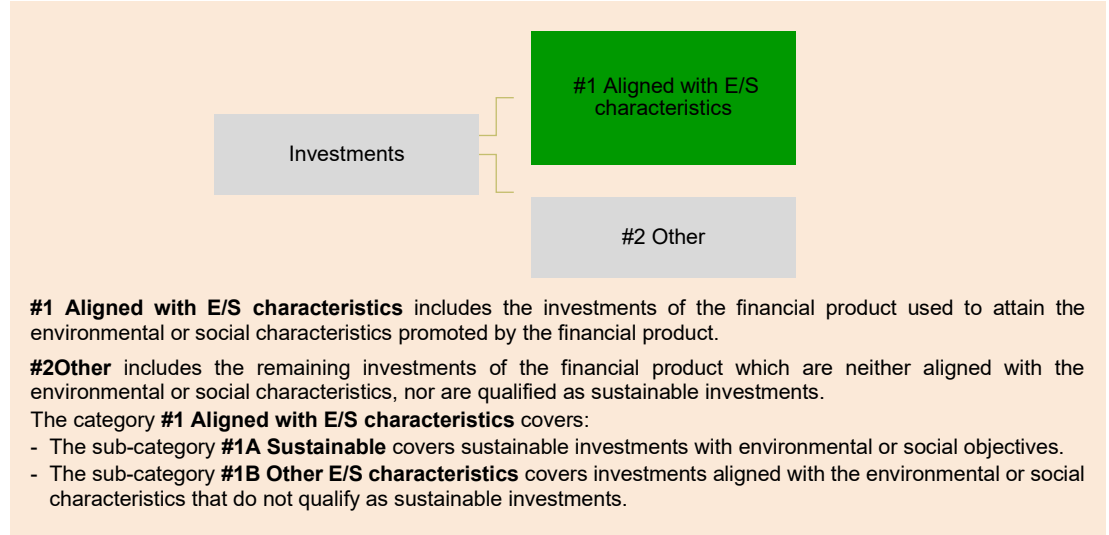 #1 Aligned with E/S
characteristics
Investments
#2 Other
#1 Aligned with E/S characteristics includes the investments of the financial product used to attain the
environmental or social characteristics promoted by the financial product.
#2Other includes the remaining investments of the financial product which are neither aligned with the
environmental or social characteristics, nor are qualified as sustainable investments.
The category #1 Aligned with E/S characteristics covers:
- The sub-category #1A Sustainable covers sustainable investments with environmental or social objectives.
- The sub-category #1B Other E/S characteristics covers investments aligned with the environmental or social
characteristics that do not qualify as sustainable investments.